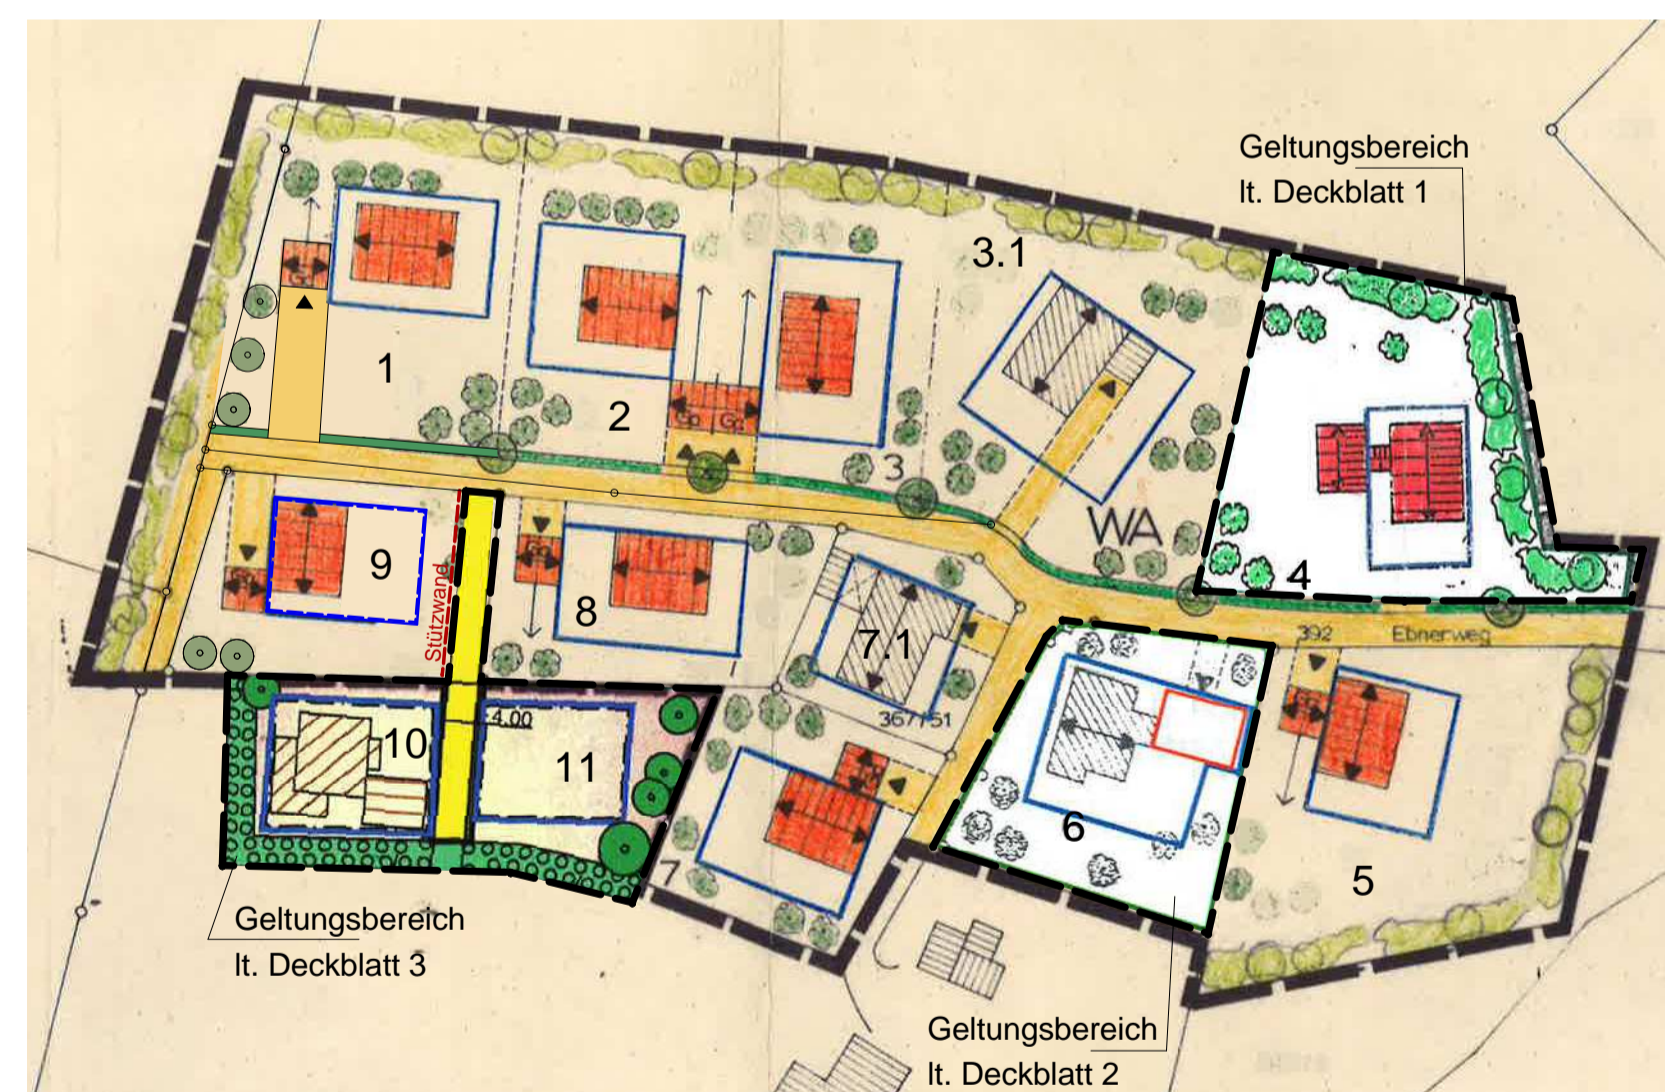 Geltungsbereich
lt. Deckblatt 1
3.1
1
2
3
WA
4
9
Stützwand
8
7.1
392
Ebnerweg
367/51
10
4.00
11
6
7
5
Geltungsbereich
lt. Deckblatt 3
Geltungsbereich
lt. Deckblatt 2